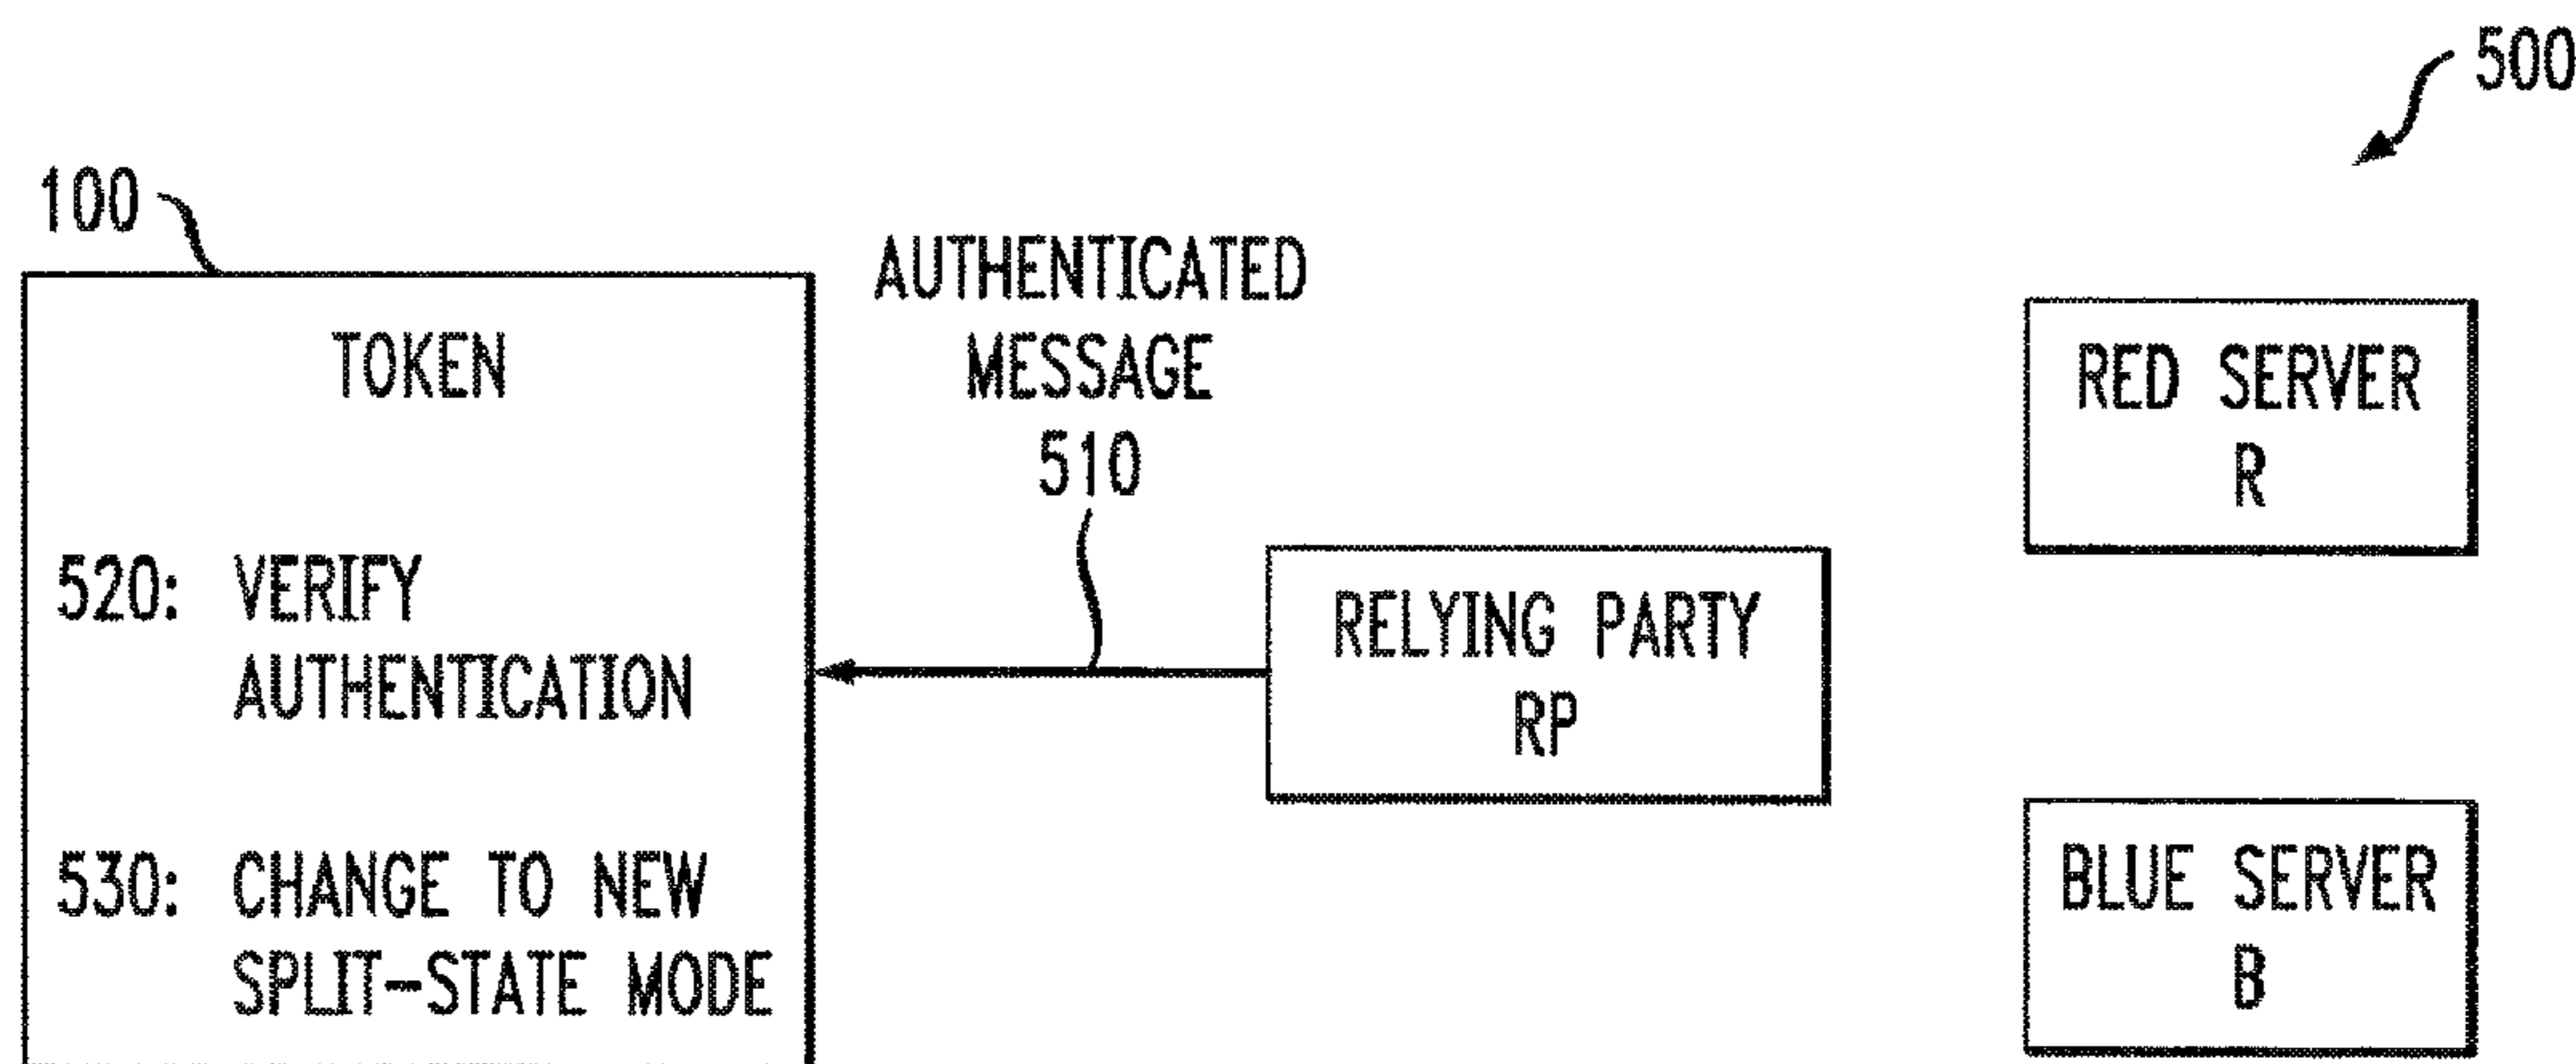 500
100
TOKEN
520: VERIFY
AUTHENTICATION
530: CHANGE TO NEW
SPLIT-STATE MODE
AUTHENTICATED
MESSAGE
510
RELYING PARTY
RP
RED SERVER
R
BLUE SERVER
B